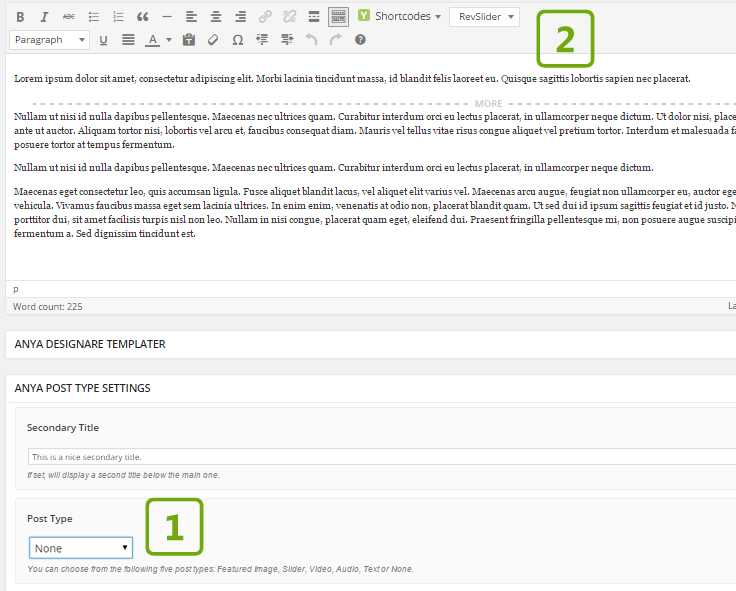 B I ABC Shortcodes RevSlider
2
Paragraph U A Ω ?
Lorem ipsum dolor sit amet, consectetur adipiscing elit. Morbi lacinia tincidunt massa, id blandit felis laoreet eu. Quisque sagittis lobortis sapien nec placerat.
MORE
Nullam ut nisi id nulla dapibus pellentesque. Maecenas nec ultrices quam. Curabitur interdum orci eu lectus placerat, in ullamcorper neque dictum. Ut dolor nisi, place
ante ut auctor. Aliquam tortor nisi, lobortis vel arcu et, faucibus consequat diam. Mauris vel tellus vitae risus congue aliquet vel pretium tortor. Interdum et malesuada fa
posuere tortor at tempus fermentum.
Nullam ut nisi id nulla dapibus pellentesque. Maecenas nec ultrices quam. Curabitur interdum orci eu lectus placerat, in ullamcorper neque dictum.
Maecenas eget consectetur leo, quis accumsan ligula. Fusce aliquet blandit lacus, vel aliquet elit varius vel. Maecenas arcu augue, feugiat non ullamcorper eu, auctor ege
vehicula. Vivamus faucibus massa eget sem lacinia ultrices. In enim enim, venenatis at odio non, placerat blandit quam. Ut sed dui id ipsum sagittis feugiat et id justo. N
porttitor dui, sit amet facilisis turpis nisl non leo. Nullam in nisi congue, placerat quam eget, eleifend dui. Praesent fringilla pellentesque mi, non posuere augue suscipi
fermentum a. Sed dignissim tincidunt est.
p
Word count: 225 La
ANYA DESIGNARE TEMPLATER
ANYA POST TYPE SETTINGS
Secondary Title
This is a nice secondary title.
If set, will display a second title below the main one.
Post Type
1
None
You can choose from the following five post types: Featured Image, Slider, Video, Audio, Text or None.